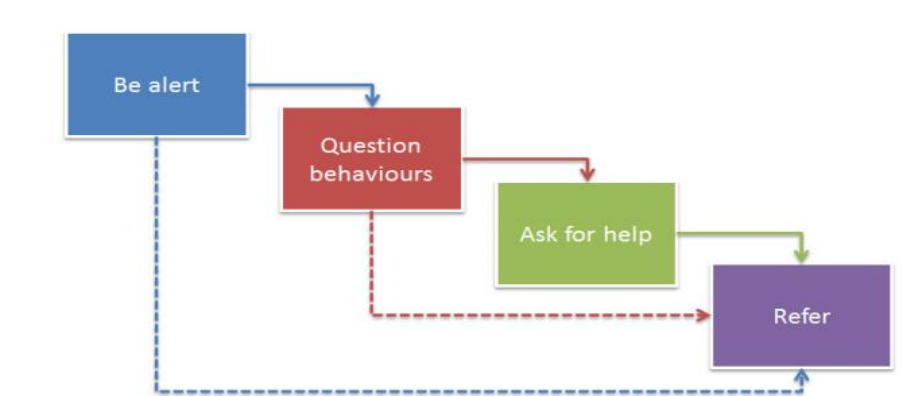 Be alert
Question
behaviours
Ask for help
Refer